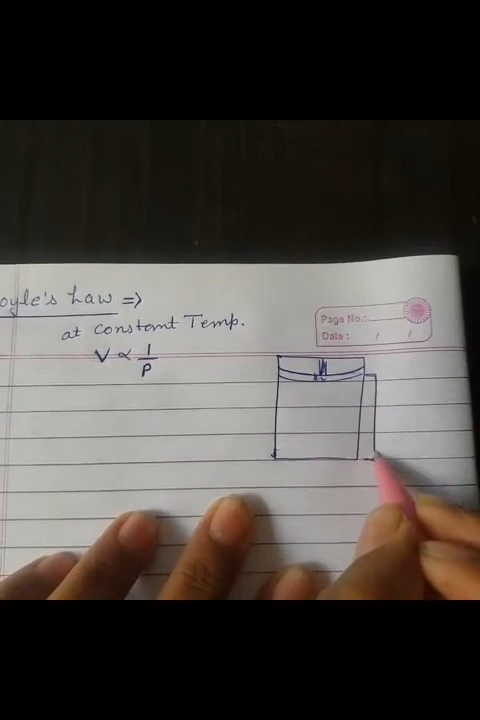 oyle's Law =>
at constant Temp.
V ∝ 1/P
Page No.:
Date : / /